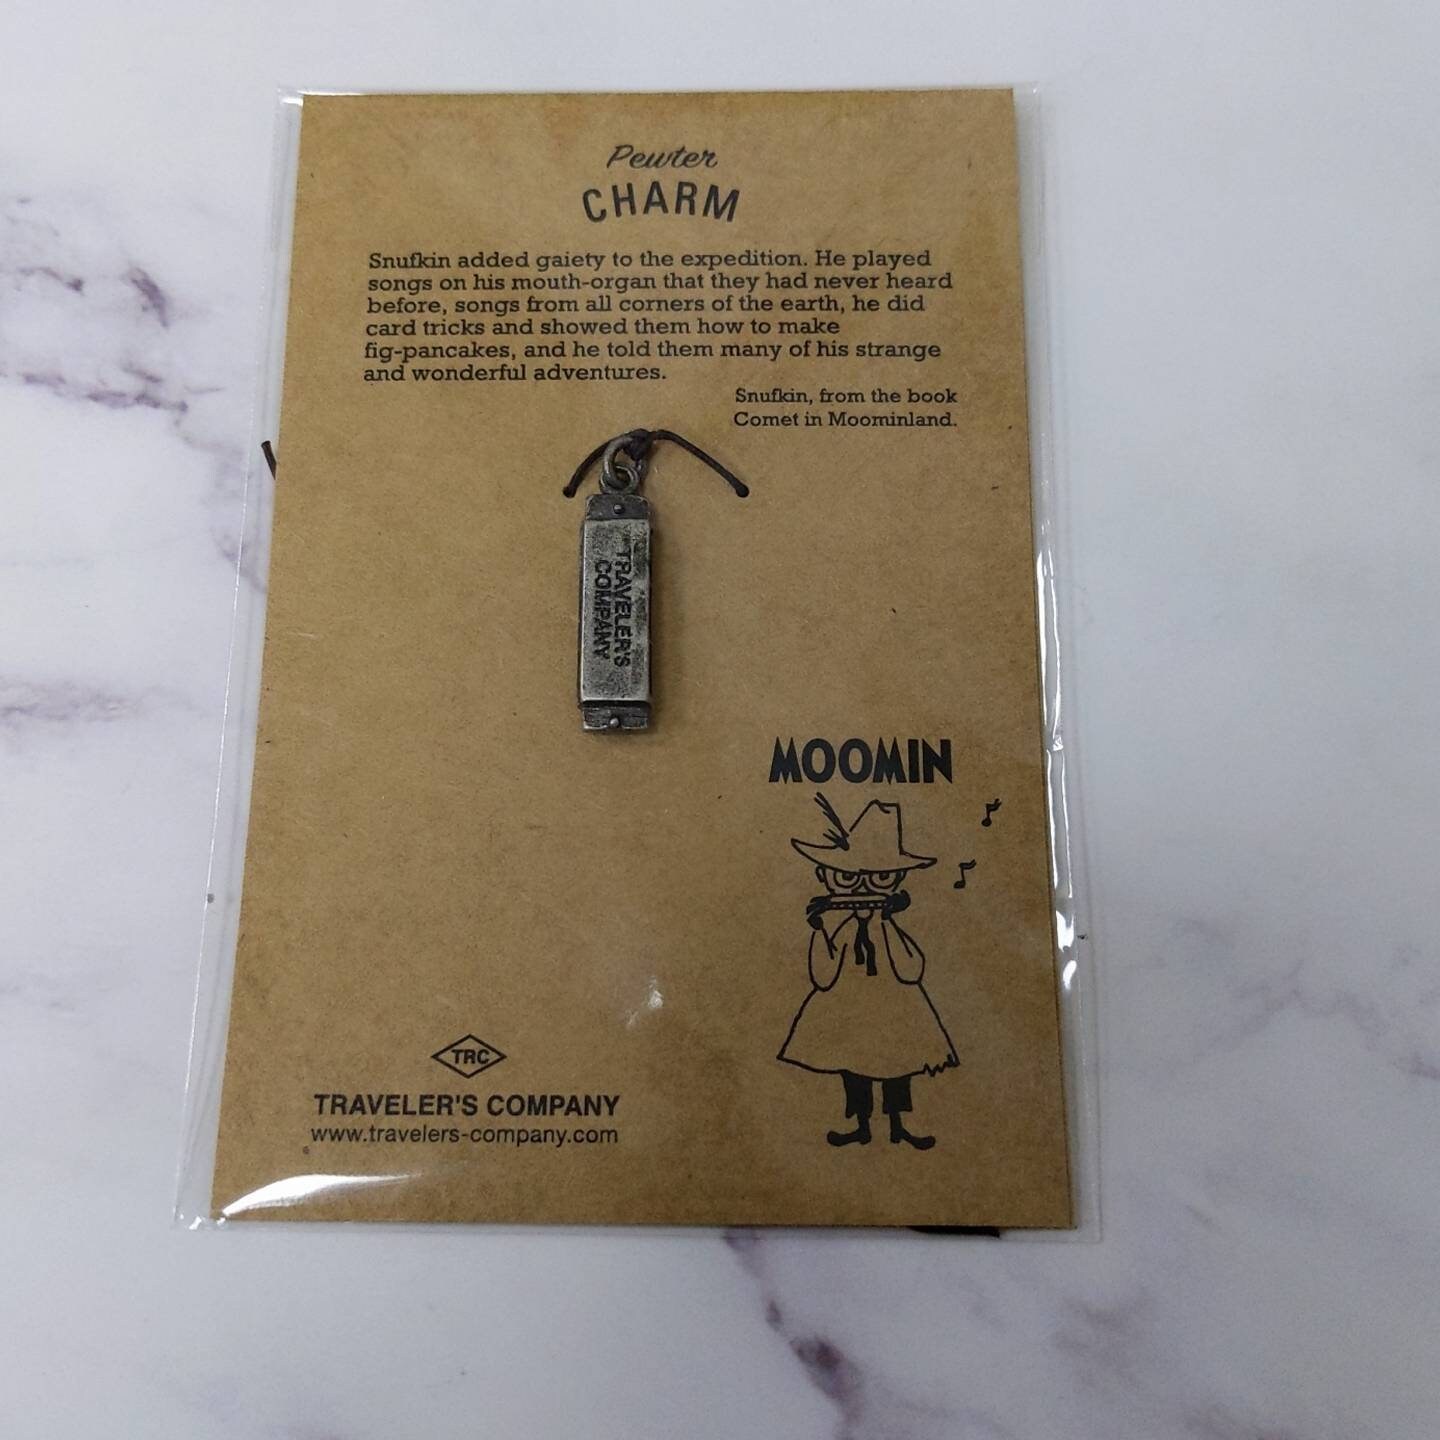 Pewter
CHARM
Snufkin added gaiety to the expedition. He played
songs on his mouth-organ that they had never heard
before, songs from all corners of the earth, he did
card tricks and showed them how to make
fig-pancakes, and he told them many of his strange
and wonderful adventures.
Snufkin, from the book
Comet in Moominland.
TRAVELER'S
COMPANY
MOOMIN
TRC
TRAVELER'S COMPANY
www.travelers-company.com